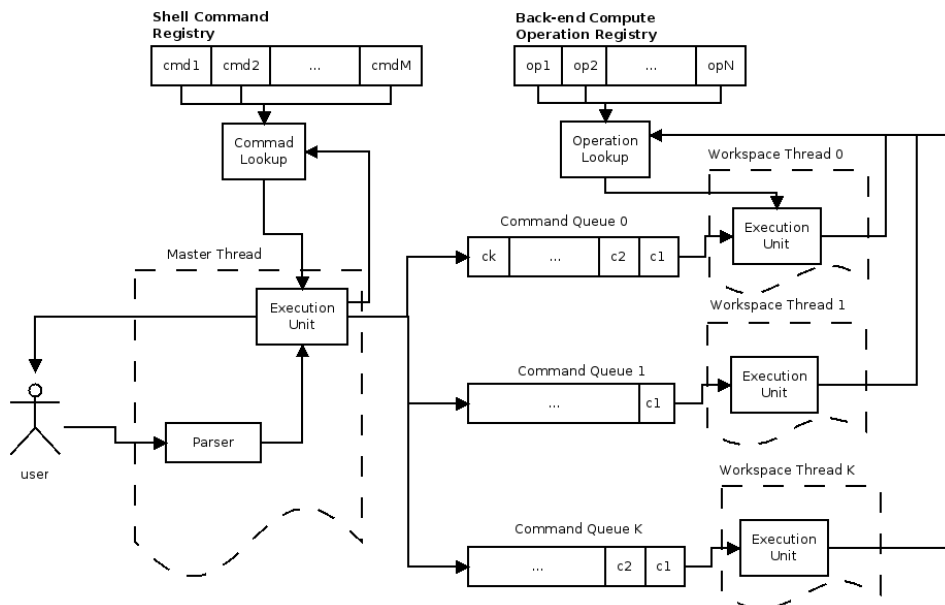 Shell Command
Registry
cmd1 cmd2 ... cmdM
Commad
Lookup
Back-end Compute
Operation Registry
op1 op2 ... opN
Operation
Lookup
Workspace Thread 0
Execution
Unit
Command Queue 0
ck ... c2 c1
Master Thread
Execution
Unit
Parser
user
Workspace Thread 1
Execution
Unit
Command Queue 1
... c1
Workspace Thread K
Execution
Unit
Command Queue K
... c2 c1